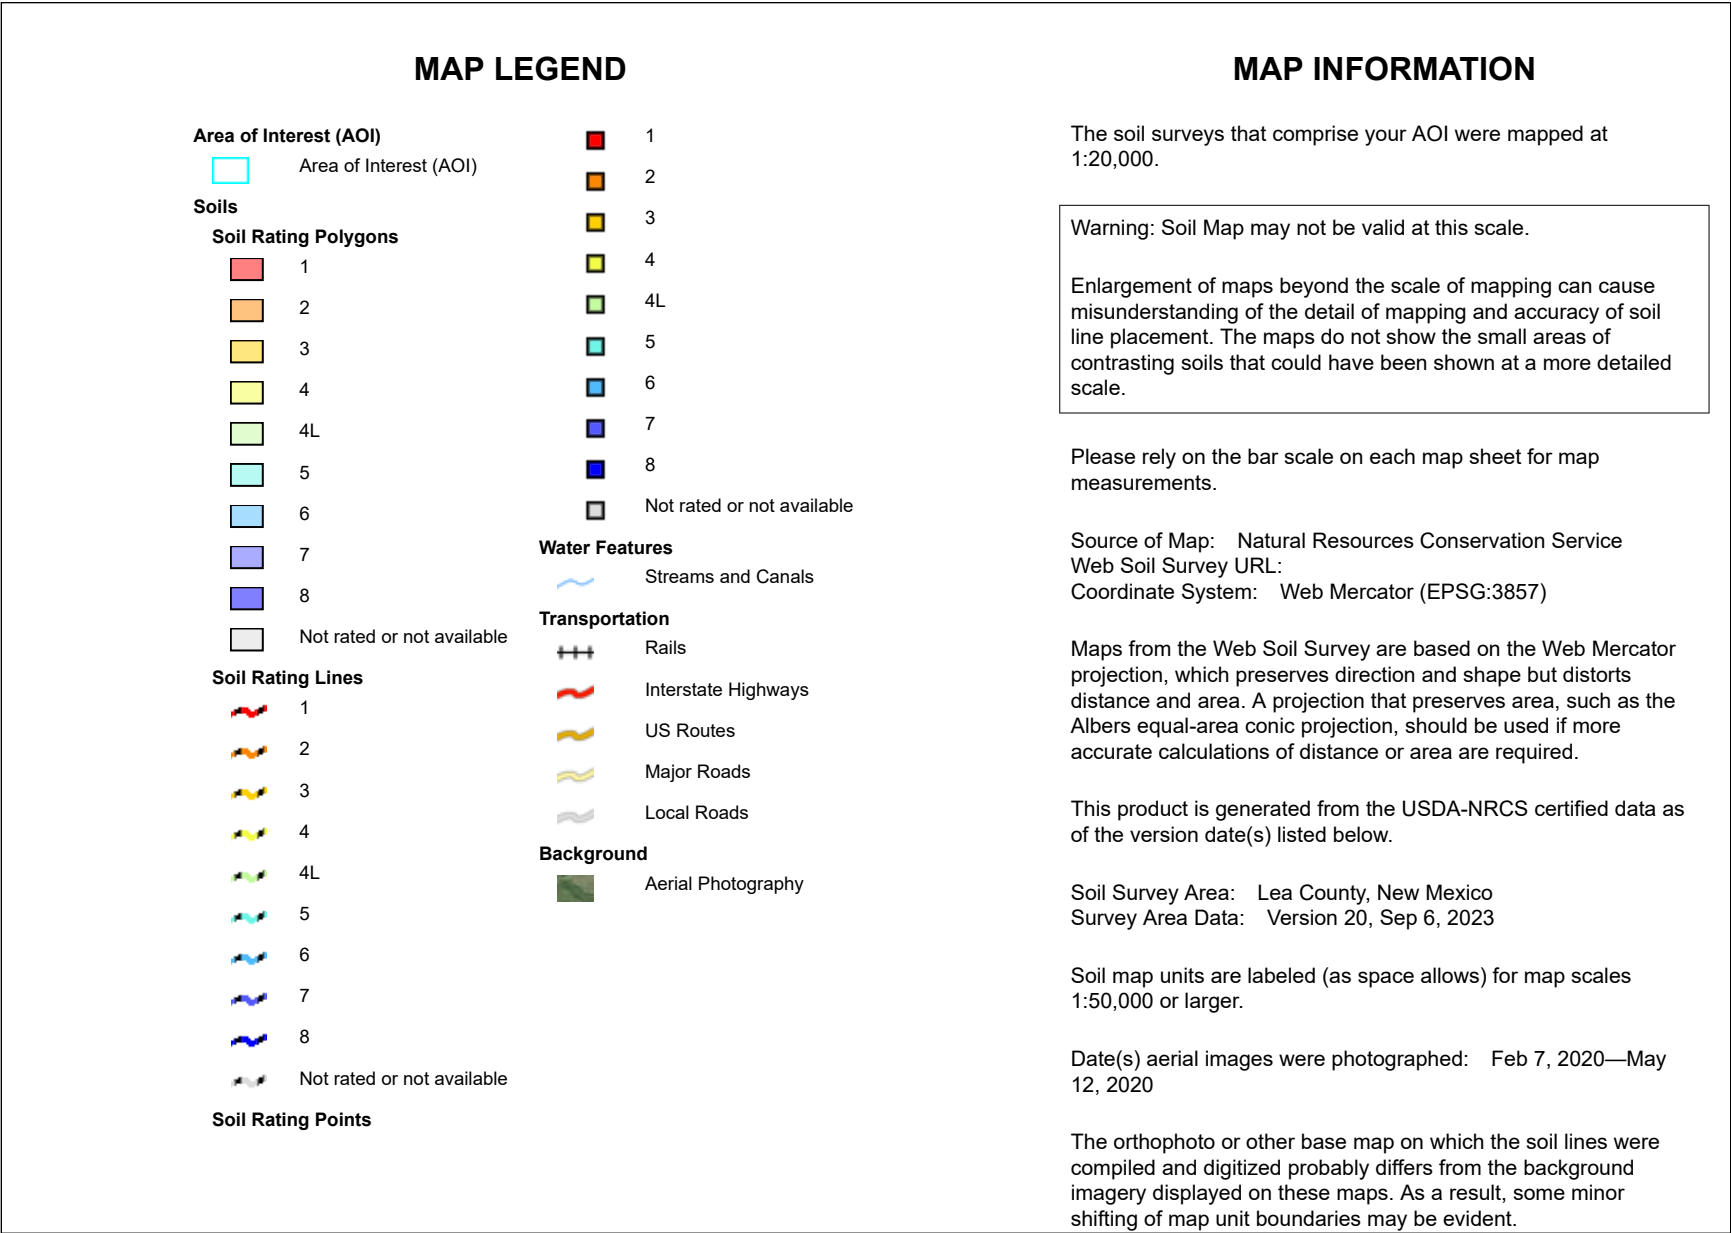 MAP LEGEND
Area of Interest (AOI)
Area of Interest (AOI)
Soils
Soil Rating Polygons
1
2
3
4
4L
5
6
7
8
Not rated or not available
Soil Rating Lines
1
2
3
4
4L
5
6
7
8
Not rated or not available
Soil Rating Points
1
2
3
4
4L
5
6
7
8
Not rated or not available
Water Features
Streams and Canals
Transportation
Rails
Interstate Highways
US Routes
Major Roads
Local Roads
Background
Aerial Photography
MAP INFORMATION
The soil surveys that comprise your AOI were mapped at
1:20,000.
Warning: Soil Map may not be valid at this scale.
Enlargement of maps beyond the scale of mapping can cause
misunderstanding of the detail of mapping and accuracy of soil
line placement. The maps do not show the small areas of
contrasting soils that could have been shown at a more detailed
scale.
Please rely on the bar scale on each map sheet for map
measurements.
Source of Map: Natural Resources Conservation Service
Web Soil Survey URL:
Coordinate System: Web Mercator (EPSG:3857)
Maps from the Web Soil Survey are based on the Web Mercator
projection, which preserves direction and shape but distorts
distance and area. A projection that preserves area, such as the
Albers equal-area conic projection, should be used if more
accurate calculations of distance or area are required.
This product is generated from the USDA-NRCS certified data as
of the version date(s) listed below.
Soil Survey Area: Lea County, New Mexico
Survey Area Data: Version 20, Sep 6, 2023
Soil map units are labeled (as space allows) for map scales
1:50,000 or larger.
Date(s) aerial images were photographed: Feb 7, 2020—May
12, 2020
The orthophoto or other base map on which the soil lines were
compiled and digitized probably differs from the background
imagery displayed on these maps. As a result, some minor
shifting of map unit boundaries may be evident.